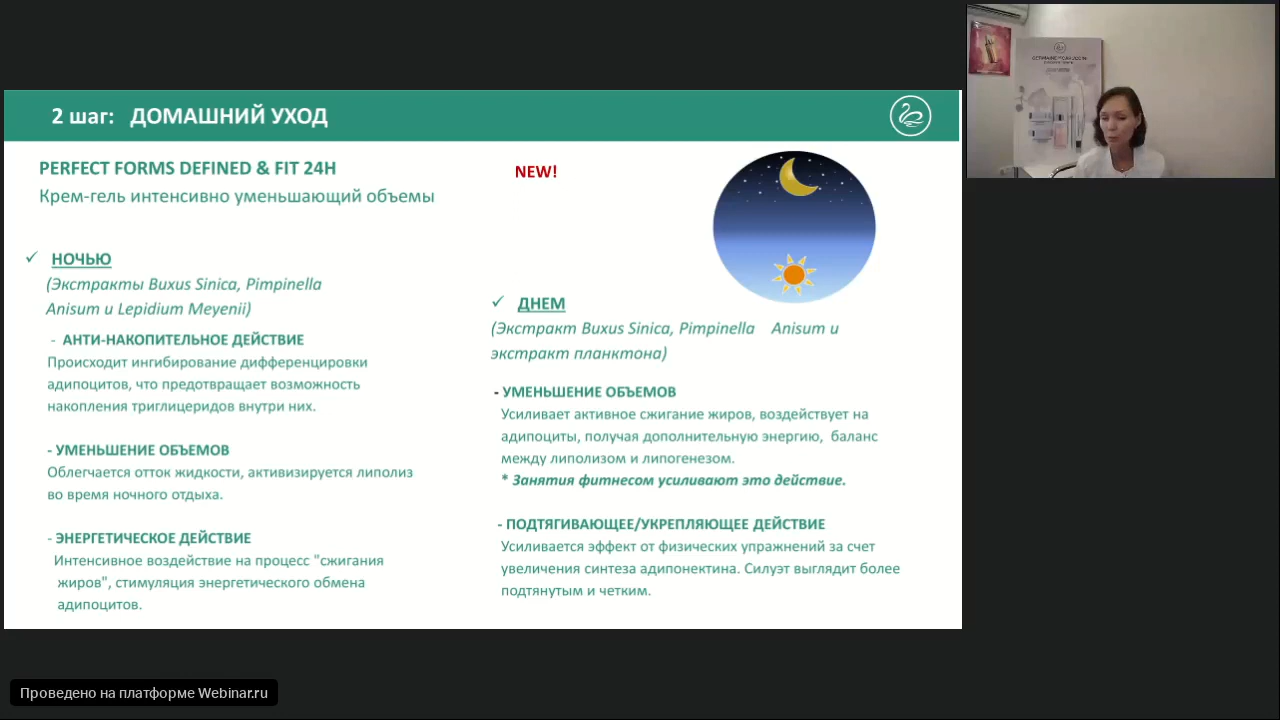 2 шаг: ДОМАШНИЙ УХОД
PERFECT FORMS DEFINED & FIT 24H
Крем-гель интенсивно уменьшающий объемы
NEW!
✓ НОЧЬЮ
(Экстракты Buxus Sinica, Pimpinella
Anisum и Lepidium Meyenii)
- АНТИ-НАКОПИТЕЛЬНОЕ ДЕЙСТВИЕ
Происходит ингибирование дифференцировки
адипоцитов, что предотвращает возможность
накопления триглицеридов внутри них.
- УМЕНЬШЕНИЕ ОБЪЕМОВ
Облегчается отток жидкости, активизируется липолиз
во время ночного отдыха.
- ЭНЕРГЕТИЧЕСКОЕ ДЕЙСТВИЕ
Интенсивное воздействие на процесс "сжигания
жиров", стимуляция энергетического обмена
адипоцитов.
✓ ДНЕМ
(Экстракт Buxus Sinica, Pimpinella Anisum и
экстракт планктона)
- УМЕНЬШЕНИЕ ОБЪЕМОВ
Усиливает активное сжигание жиров, воздействует на
адипоциты, получая дополнительную энергию, баланс
между липолизом и липогенезом.
* Занятия фитнесом усиливают это действие.
- ПОДТЯГИВАЮЩЕЕ/УКРЕПЛЯЮЩЕЕ ДЕЙСТВИЕ
Усиливается эффект от физических упражнений за счет
увеличения синтеза адипонектина. Силуэт выглядит более
подтянутым и четким.
Проведено на платформе Webinar.ru